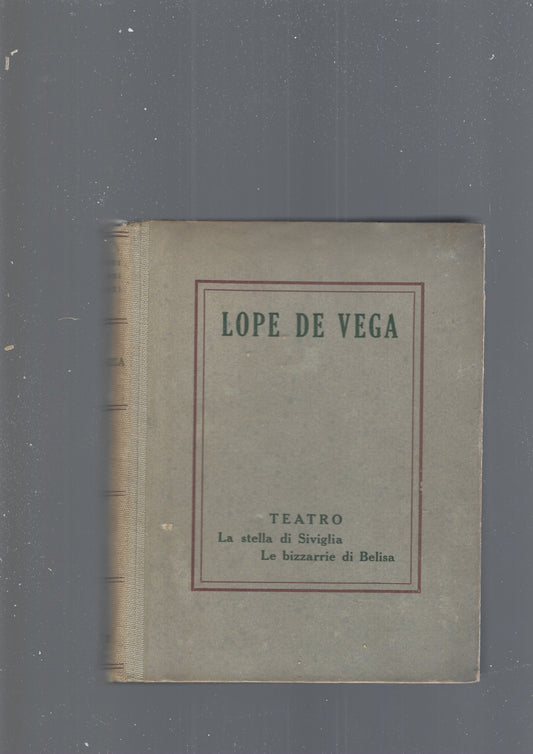 LOPE DE VEGA
TEATRO
La stella di Siviglia
Le bizzarrie di Belisa